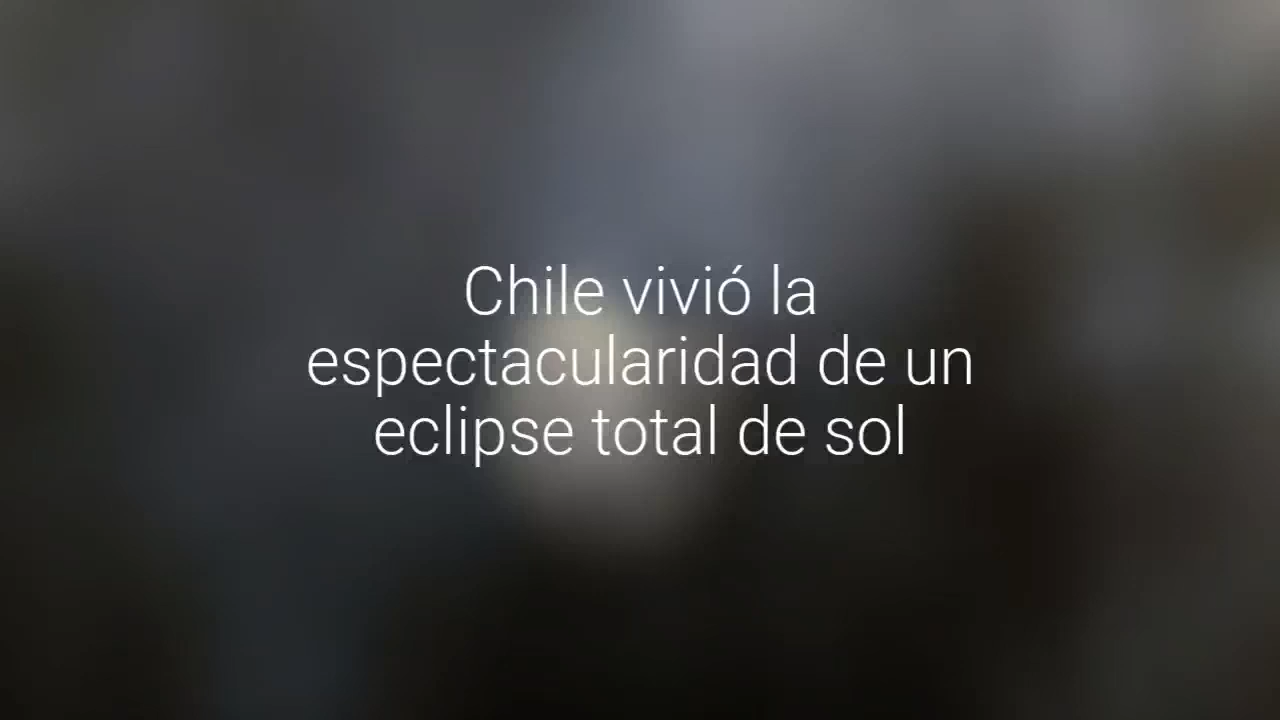 Chile vivió la
espectacularidad de un
eclipse total de sol